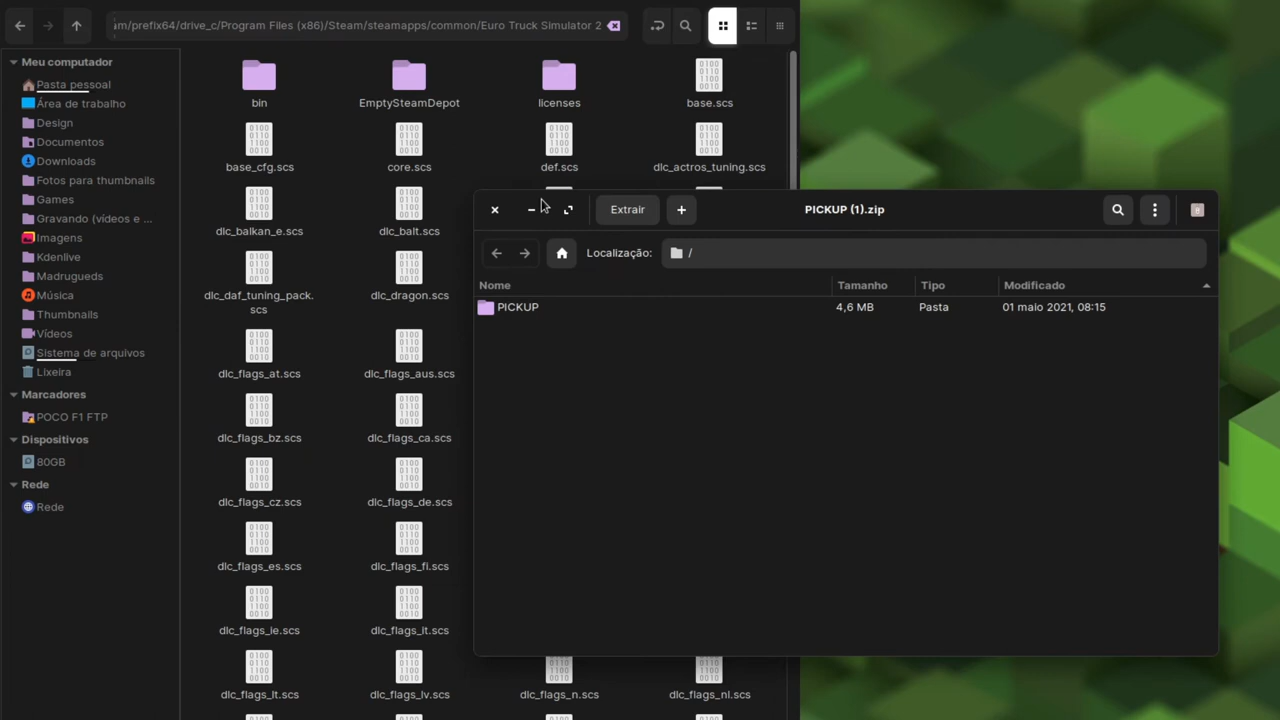 ım/prefix64/drive_c/Program Files (x86)/Steam/steamapps/common/Euro Truck Simulator 2
Meu computador
Pasta pessoal
Área de trabalho
Design
Documentos
Downloads
Fotos para thumbnails
Games
Gravando (vídeos e ...
Imagens
Kdenlive
Madrugueds
Música
Thumbnails
Vídeos
Sistema de arquivos
Lixeira
Marcadores
POCO F1 FTP
Dispositivos
80GB
Rede
Rede
bin
EmptySteamDepot
licenses
base.scs
base_cfg.scs
core.scs
def.scs
dlc_actros_tuning.scs
dlc_balkan_e.scs
dlc_balt.scs
dlc_daf_tuning_pack.
scs
dlc_dragon.scs
dlc_flags_at.scs
dlc_flags_aus.scs
dlc_flags_bz.scs
dlc_flags_ca.scs
dlc_flags_cz.scs
dlc_flags_de.scs
dlc_flags_es.scs
dlc_flags_fi.scs
dlc_flags_ie.scs
dlc_flags_it.scs
dlc_flags_lt.scs
dlc_flags_lv.scs
dlc_flags_n.scs
dlc_flags_nl.scs
Extrair
+
PICKUP (1).zip
Localização:
/
Nome
Tamanho
Tipo
Modificado
PICKUP
4,6 MB
Pasta
01 maio 2021, 08:15